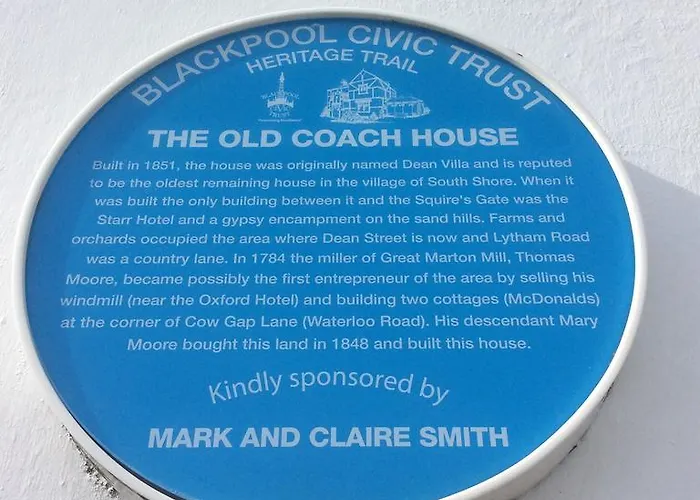 BLACKPOOL CIVIC TRUST
HERITAGE TRAIL
BLACKPOOL
CIVIC
TRUST
THE OLD COACH HOUSE
Built in 1851, the house was originally named Dean Villa and is reputed
to be the oldest remaining house in the village of South Shore. When it
was built the only building between it and the Squire's Gate was the
Starr Hotel and a gypsy encampment on the sand hills. Farms and
orchards occupied the area where Dean Street is now and Lytham Road
was a country lane. In 1784 the miller of Great Marton Mill, Thomas
Moore, became possibly the first entrepreneur of the area by selling his
windmill (near the Oxford Hotel) and building two cottages (McDonalds)
at the corner of Cow Gap Lane (Waterloo Road). His descendant Mary
Moore bought this land in 1848 and built this house.
Kindly sponsored by
MARK AND CLAIRE SMITH